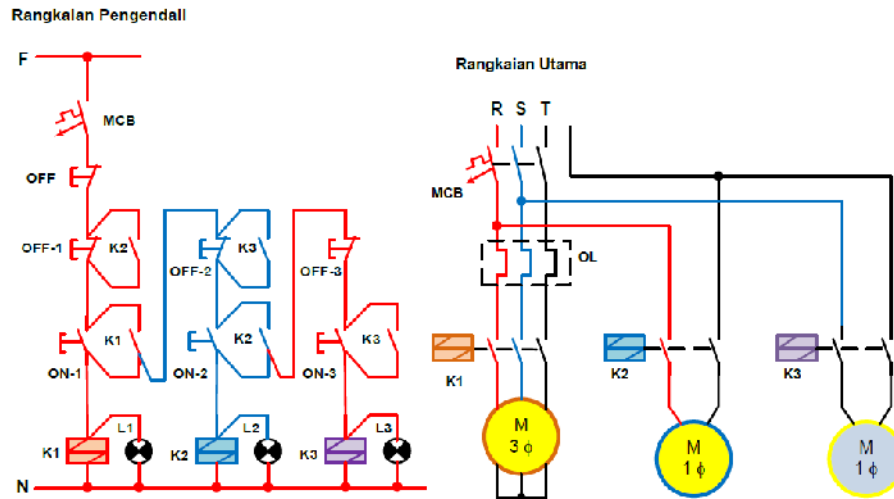 Rangkaian Pengendali
F
MCB
OFF
OFF-1
K2
OFF-2
K3
OFF-3
ON-1
K1
ON-2
K2
ON-3
K3
K1
L1
K2
L2
K3
L3
N
Rangkaian Utama
R S T
MCB
OL
K1
K2
K3
M
3 ϕ
M
1 ϕ
M
1 ϕ